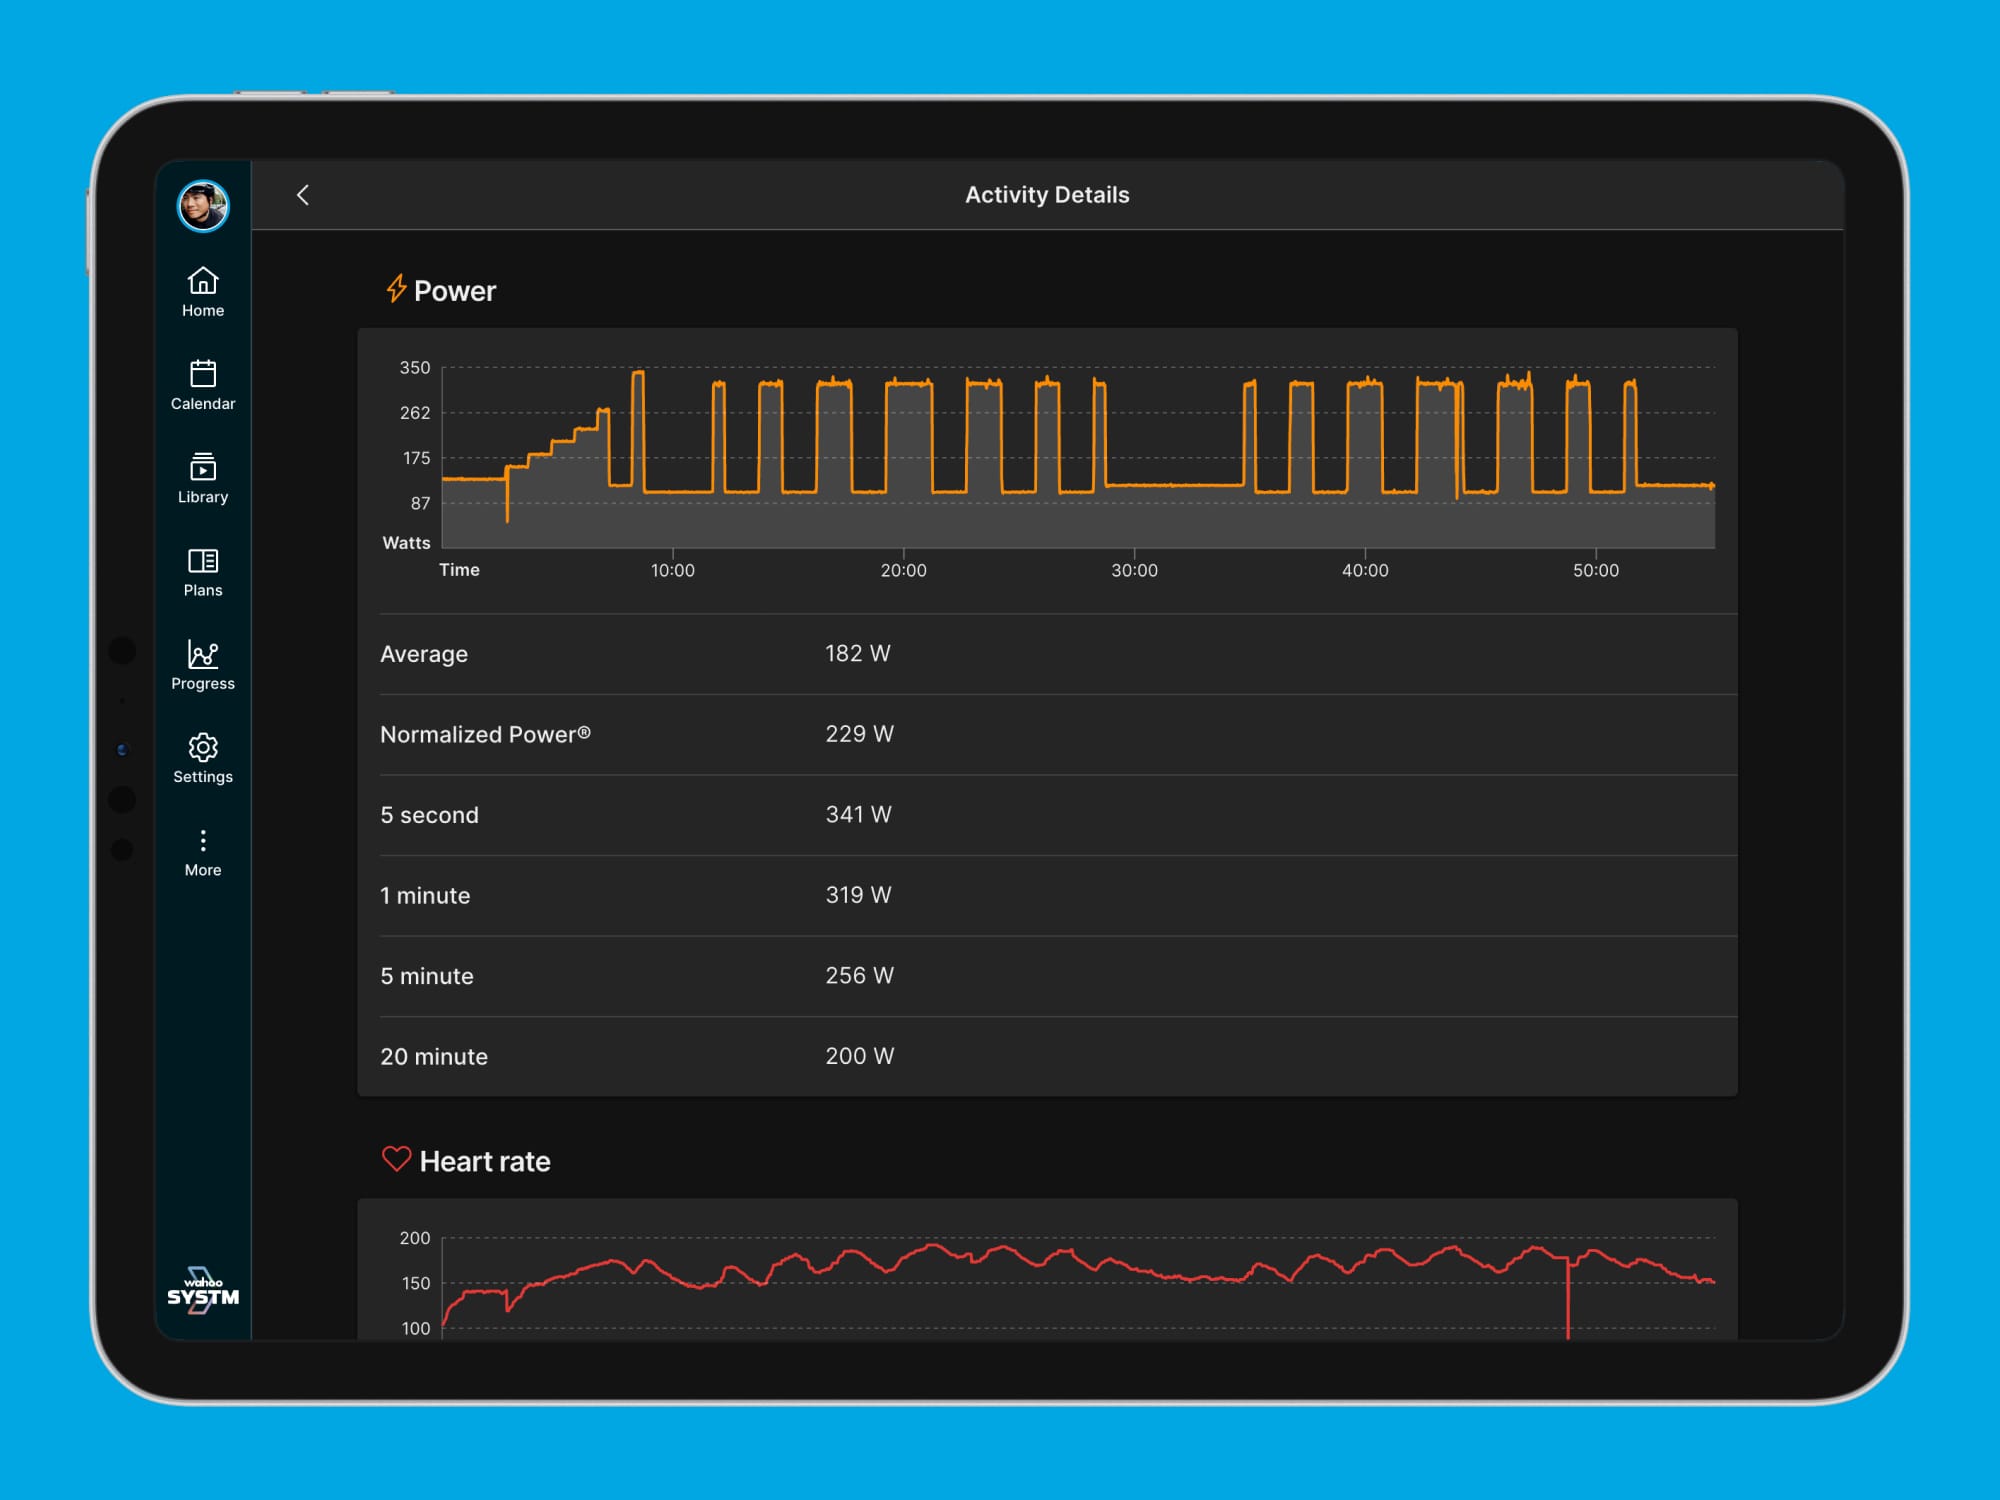 Activity Details
Home
Calendar
Library
Plans
Progress
Settings
More
wahoo
SYSTM
Power
350
262
175
87
Watts
Time 10:00 20:00 30:00 40:00 50:00
Average 182 W
Normalized Power® 229 W
5 second 341 W
1 minute 319 W
5 minute 256 W
20 minute 200 W
Heart rate
200
150
100